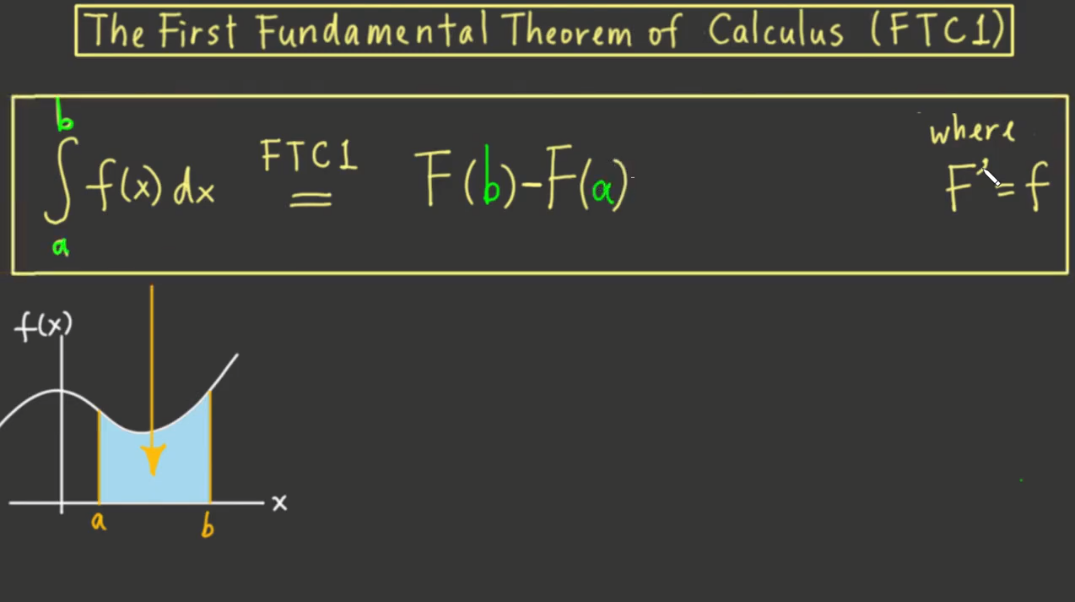 The First Fundamental Theorem of Calculus (FTC1)
b
∫ f(x) dx FTC1 = F(b) - F(a)
a
where
F' = f
f(x)
x
a
b